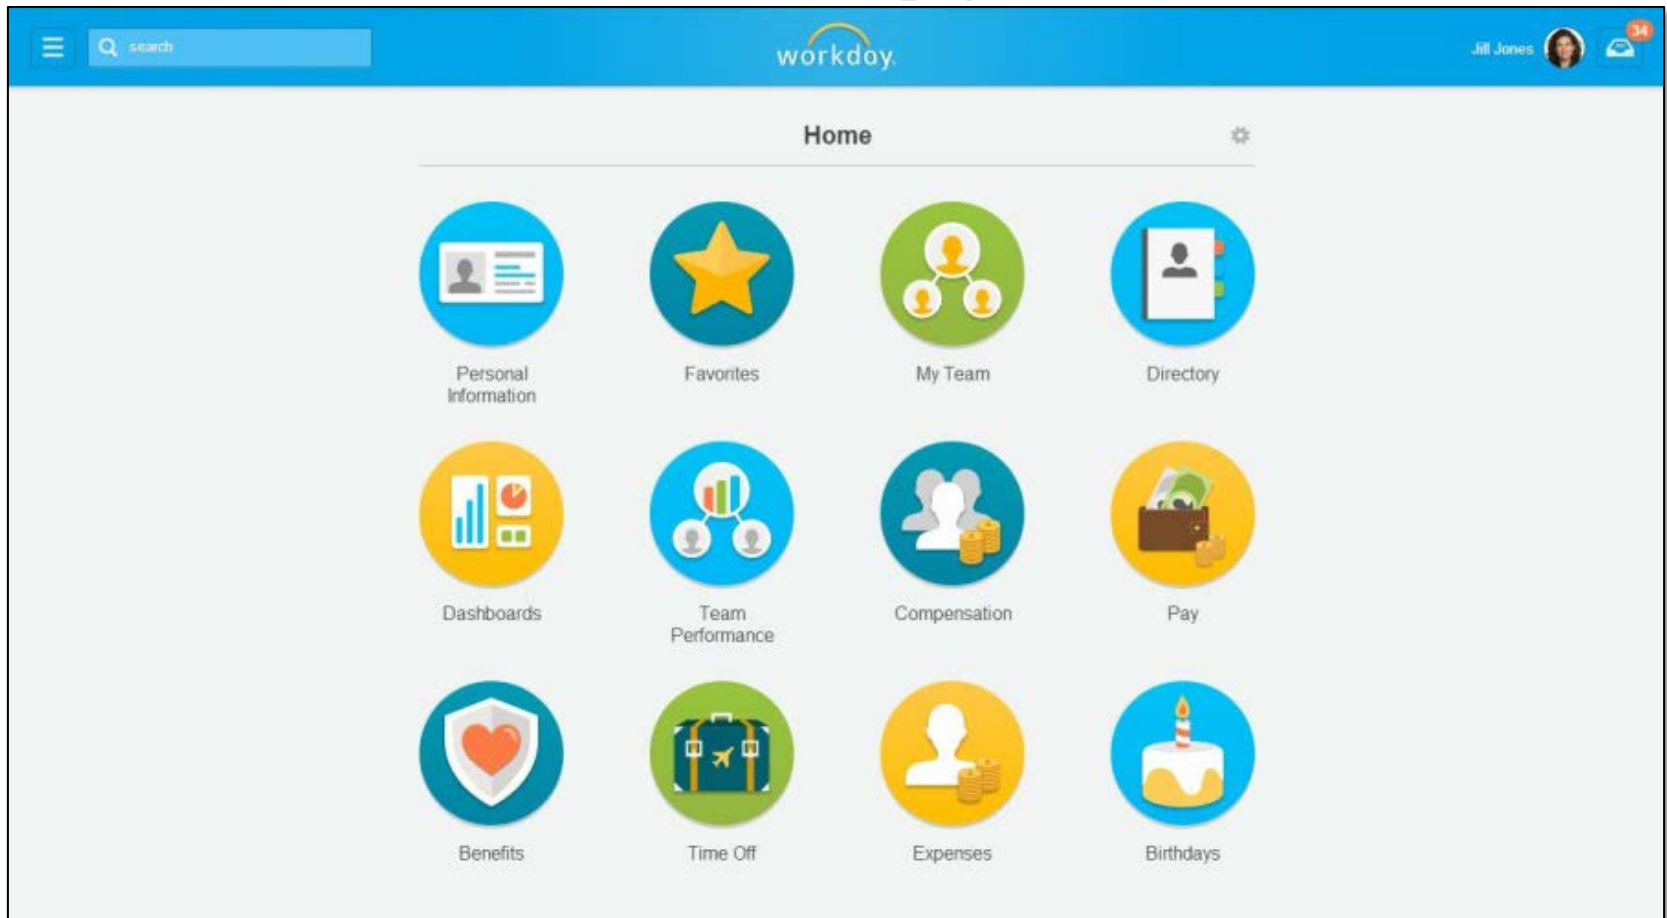 search
workday.
Jill Jones
34
Home
Personal
Information
Favorites
My Team
Directory
Dashboards
Team
Performance
Compensation
Pay
Benefits
Time Off
Expenses
Birthdays